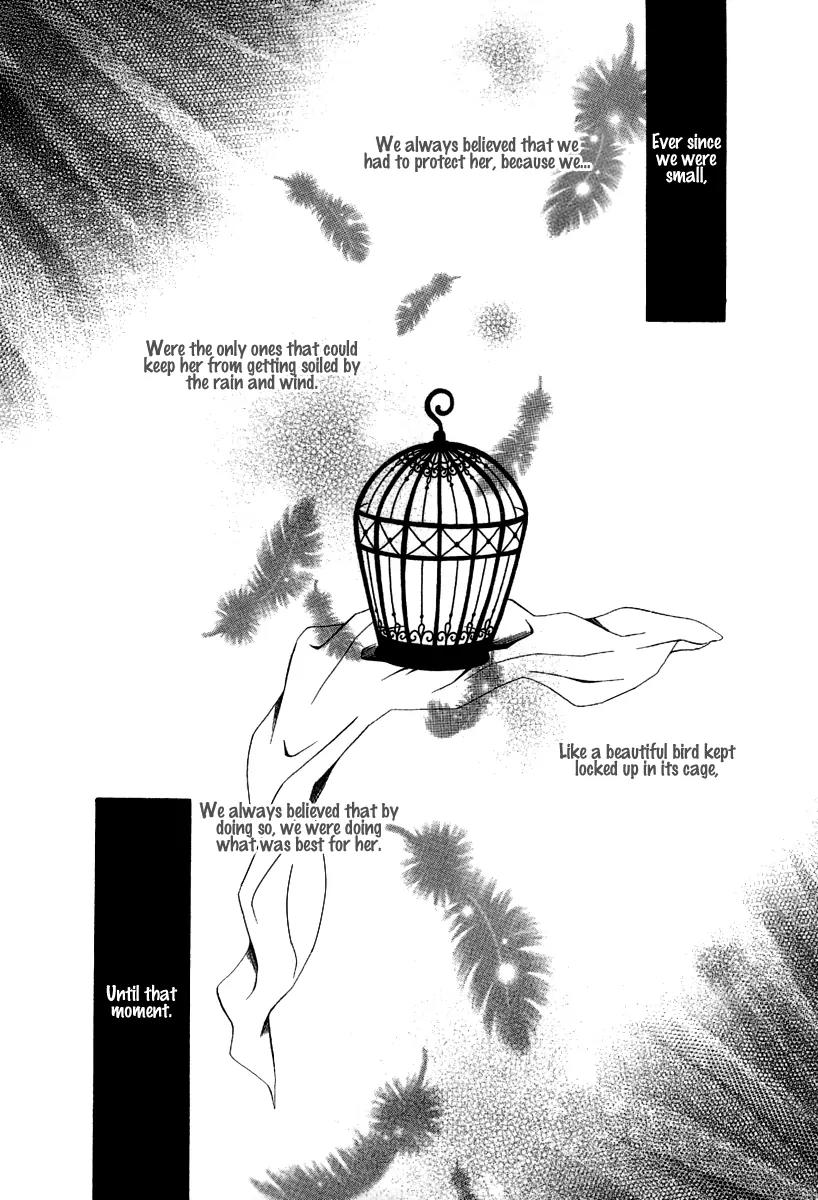 Ever since
we were
small,
We always believed that we
had to protect her, because we...
Were the only ones that could
keep her from getting soiled by
the rain and wind.
Like a beautiful bird kept
locked up in its cage,
We always believed that by
doing so, we were doing
what was best for her.
Until that
moment.